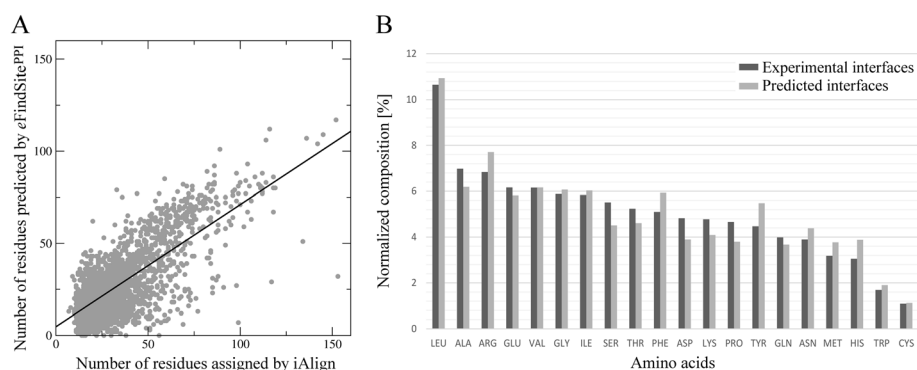 A
Number of residues predicted by eFindSitePPI
150
100
50
0
0 50 100 150
Number of residues assigned by iAlign
B
Normalized composition [%]
12
10
8
6
4
2
0
Experimental interfaces
Predicted interfaces
LEU ALA ARG GLU VAL GLY ILE SER THR PHE ASP LYS PRO TYR GLN ASN MET HIS TRP CYS
Amino acids